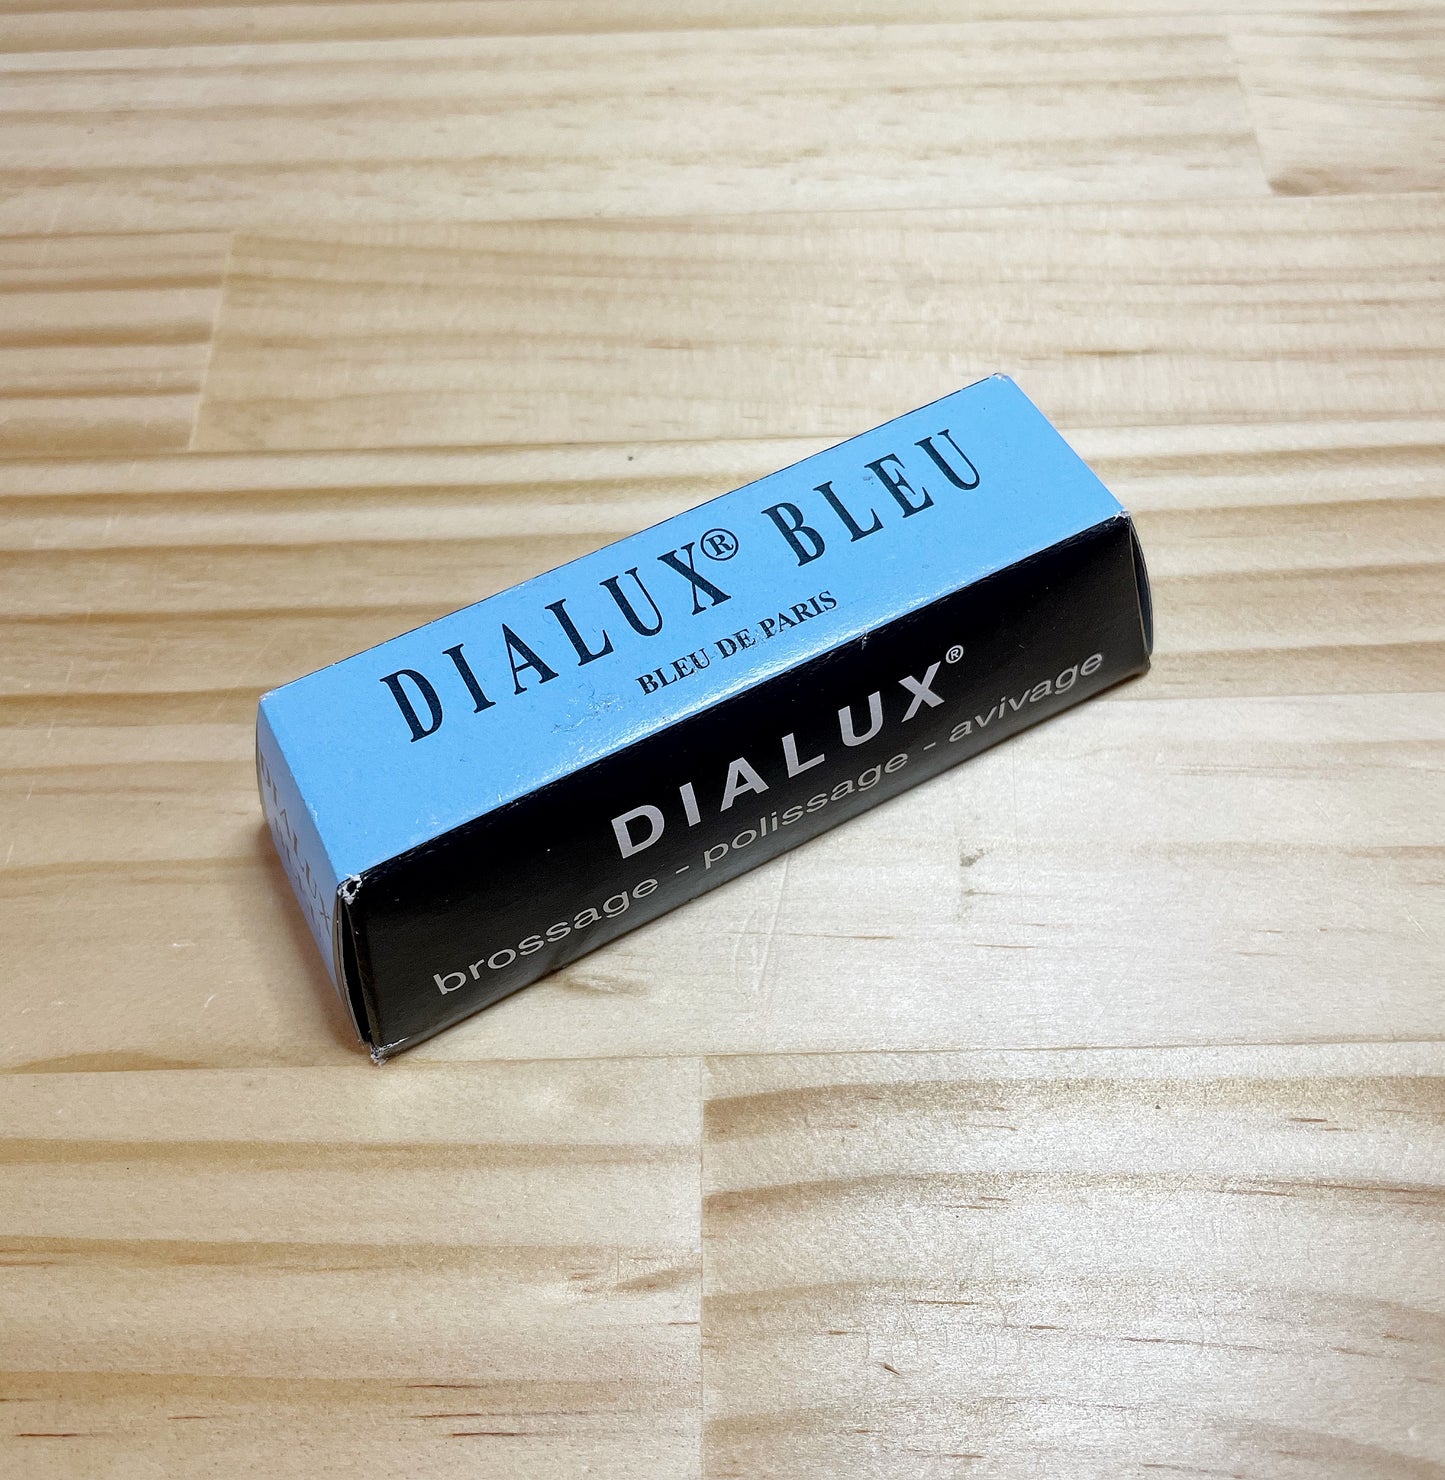 DIALUX® BLEU
BLEU DE PARIS
DIALUX®
brossage - polissage - avivage
DIALUX